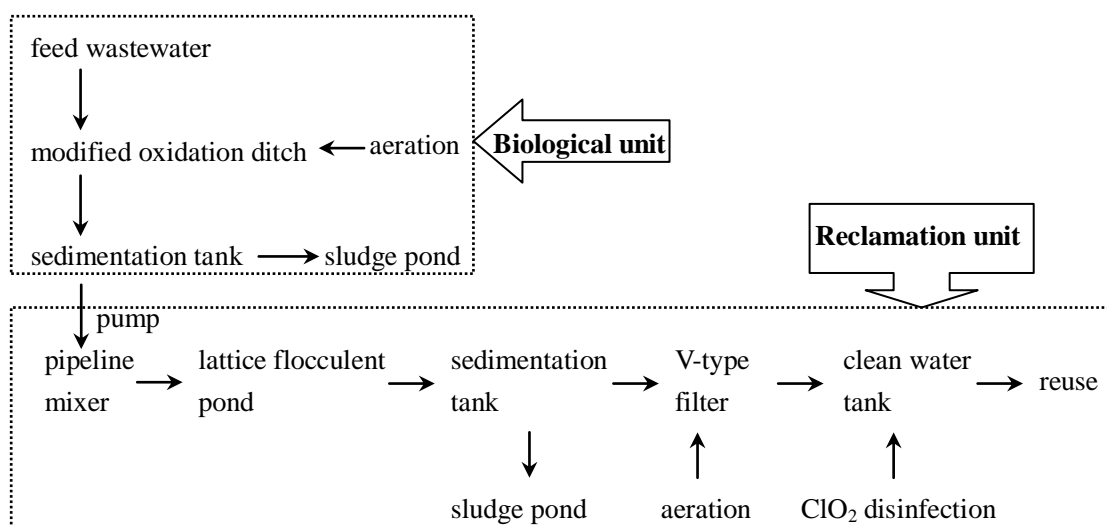 feed wastewater
modified oxidation ditch
aeration
Biological unit
sedimentation tank
sludge pond
Reclamation unit
pump
pipeline
mixer
lattice flocculent
pond
sedimentation
tank
V-type
filter
clean water
tank
reuse
sludge pond
aeration
ClO₂ disinfection